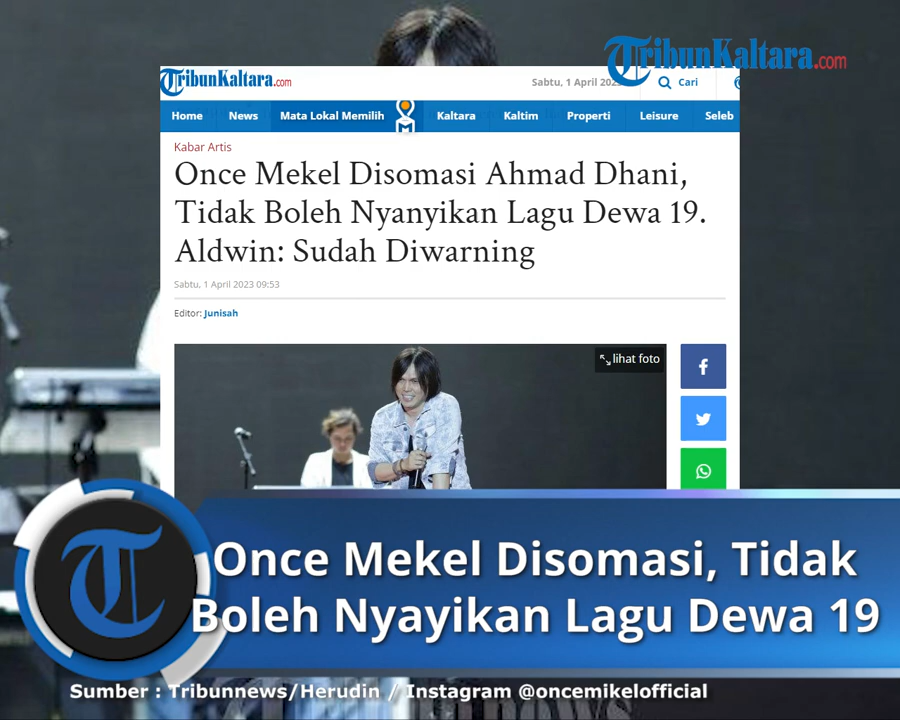 TribunKaltara.com
TribunKaltara.com
Sabtu, 1 April 2023
Cari
Home News Mata Lokal Memilih Kaltara Kaltim Properti Leisure Seleb
Kabar Artis
Once Mekel Disomasi Ahmad Dhani,
Tidak Boleh Nyanyikan Lagu Dewa 19.
Aldwin: Sudah Diwarning
Sabtu, 1 April 2023 09:53
Editor: Junisah
lihat foto
Once Mekel Disomasi, Tidak
Boleh Nyayikan Lagu Dewa 19
Sumber : Tribunnews/Herudin / Instagram @oncemikelofficial